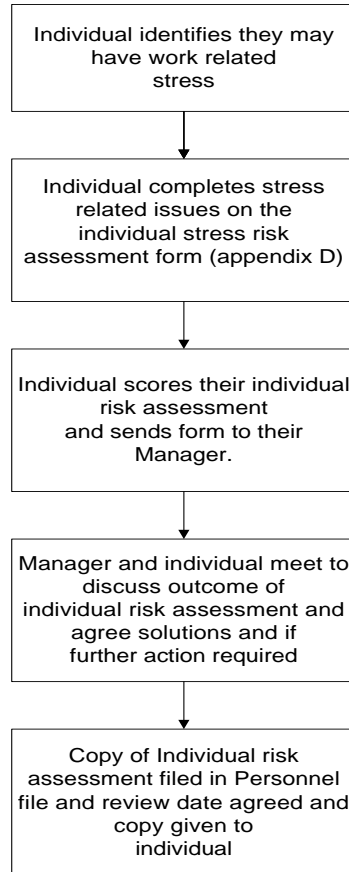 Individual identifies they may
have work related
stress
Individual completes stress
related issues on the
individual stress risk
assessment form (appendix D)
Individual scores their individual
risk assessment
and sends form to their
Manager.
Manager and individual meet to
discuss outcome of
individual risk assessment and
agree solutions and if
further action required
Copy of Individual risk
assessment filed in Personnel
file and review date agreed and
copy given to
individual